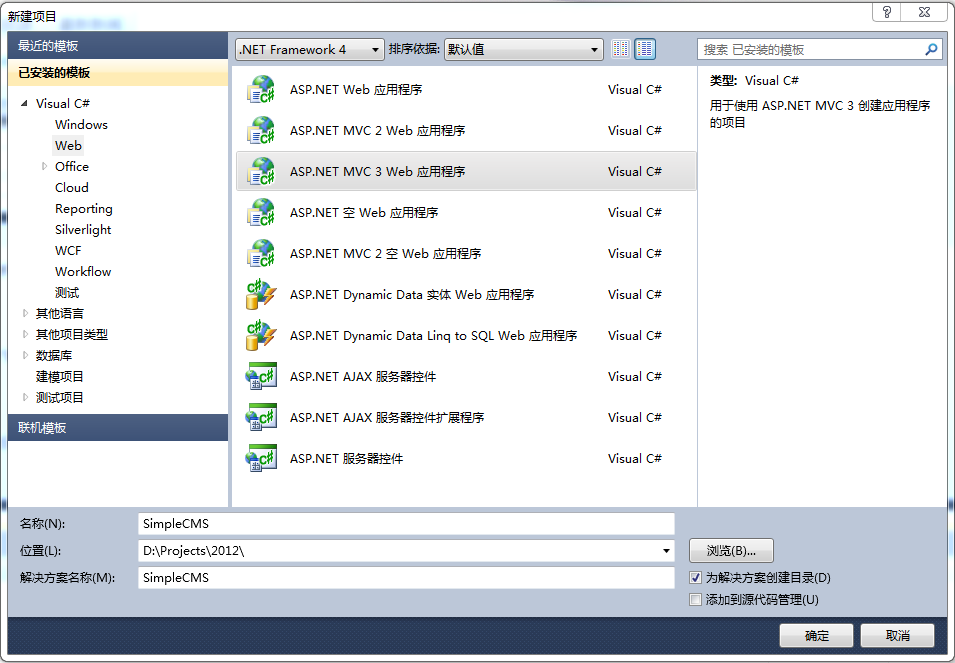 新建项目
最近的模板
.NET Framework 4 排序依据: 默认值
搜索 已安装的模板
已安装的模板
Visual C#
Windows
Web
Office
Cloud
Reporting
Silverlight
WCF
Workflow
测试
其他语言
其他项目类型
数据库
建模项目
测试项目
联机模板
ASP.NET Web 应用程序 Visual C#
ASP.NET MVC 2 Web 应用程序 Visual C#
ASP.NET MVC 3 Web 应用程序 Visual C#
ASP.NET 空 Web 应用程序 Visual C#
ASP.NET MVC 2 空 Web 应用程序 Visual C#
ASP.NET Dynamic Data 实体 Web 应用程序 Visual C#
ASP.NET Dynamic Data Linq to SQL Web 应用程序 Visual C#
ASP.NET AJAX 服务器控件 Visual C#
ASP.NET AJAX 服务器控件扩展程序 Visual C#
ASP.NET 服务器控件 Visual C#
类型: Visual C#
用于使用 ASP.NET MVC 3 创建应用程序
的项目
名称(N): SimpleCMS
位置(L): D:\Projects\2012\ 浏览(B)...
解决方案名称(M): SimpleCMS 为解决方案创建目录(D)
添加到源代码管理(U)
确定 取消